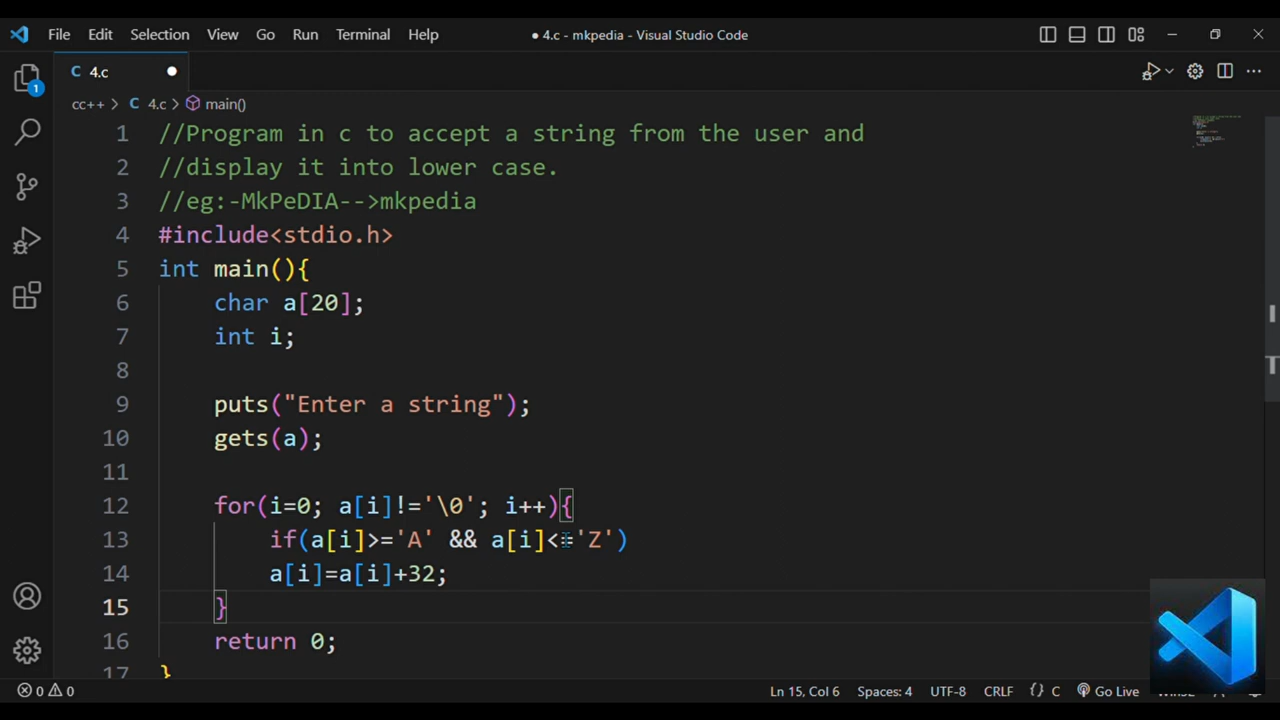 File Edit Selection View Go Run Terminal Help ● 4.c - mkpedia - Visual Studio Code
C 4.c ●
1
cc++ > C 4.c > main()
1 //Program in c to accept a string from the user and
2 //display it into lower case.
3 //eg:-MkPeDIA-->mkpedia
4 #include<stdio.h>
5 int main(){
6 char a[20];
7 int i;
8
9 puts("Enter a string");
10 gets(a);
11
12 for(i=0; a[i]!='\0'; i++){
13 if(a[i]>='A' && a[i]<='Z')
14 a[i]=a[i]+32;
15 }
16 return 0;
17 }
0 0 Ln 15, Col 6 Spaces: 4 UTF-8 CRLF {} C Go Live